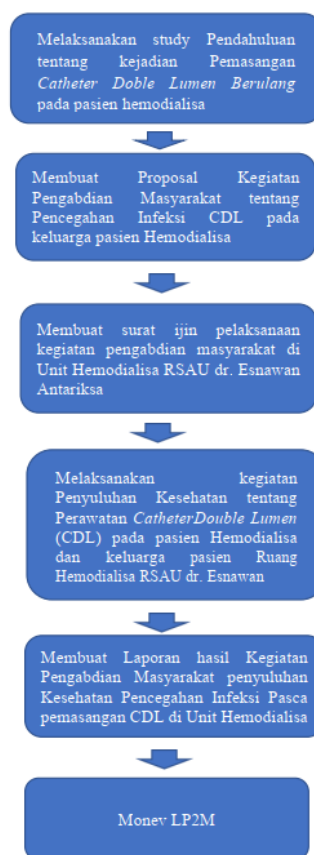 Melaksanakan study Pendahuluan
tentang kejadian Pemasangan
Catheter Doble Lumen Berulang
pada pasien hemodialisa
Membuat Proposal Kegiatan
Pengabdian Masyarakat tentang
Pencegahan Infeksi CDL pada
keluarga pasien Hemodialisa
Membuat surat ijin pelaksanaan
kegiatan pengabdian masyarakat di
Unit Hemodialisa RSAU dr. Esnawan
Antariksa
Melaksanakan kegiatan
Penyuluhan Kesehatan tentang
Perawatan CatheterDouble Lumen
(CDL) pada pasien Hemodialisa
dan keluarga pasien Ruang
Hemodialisa RSAU dr. Esnawan
Membuat Laporan hasil Kegiatan
Pengabdian Masyarakat penyuluhan
Kesehatan Pencegahan Infeksi Pasca
pemasangan CDL di Unit Hemodialisa
Monev LP2M